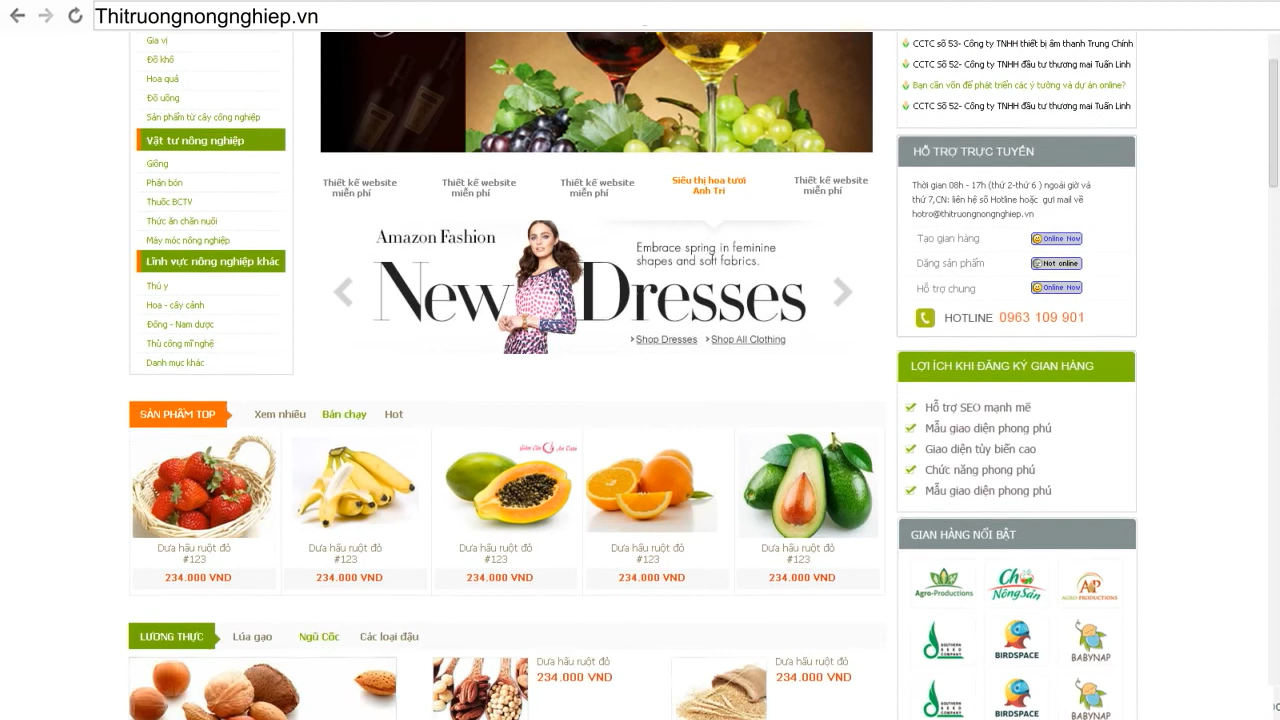 Thitruongnongnghiep.vn
Gia vị
Đồ khô
Hoa quả
Đồ uống
Sản phẩm từ cây công nghiệp
Vật tư nông nghiệp
Giống
Phân bón
Thuốc BCTV
Thức ăn chăn nuôi
Máy móc nông nghiệp
Lĩnh vực nông nghiệp khác
Thú y
Hoa - cây cảnh
Đông - Nam dược
Thủ công mĩ nghệ
Danh mục khác
Thiết kế website
miễn phí
Thiết kế website
miễn phí
Thiết kế website
miễn phí
Siêu thị hoa tươi
Anh Trí
Thiết kế website
miễn phí
Amazon Fashion
New Dresses
Embrace spring in feminine
shapes and soft fabrics.
Shop Dresses Shop All Clothing
CCTC số 53- Công ty TNHH thiết bị âm thanh Trung Chính
CCTC Số 52- Công ty TNHH đầu tư thương mai Tuấn Linh
Bạn cần vốn để phát triển các ý tưởng và dự án online?
CCTC Số 52- Công ty TNHH đầu tư thương mai Tuấn Linh
HỖ TRỢ TRỰC TUYẾN
Thời gian 08h - 17h (thứ 2-thứ 6 ) ngoài giờ và
thứ 7,CN: liên hệ số Hotline hoặc gưi mail về
hotro@thitruongnongnghiep.vn
Tạo gian hàng Online Now
Đăng sản phẩm Not online
Hỗ trợ chung Online Now
HOTLINE 0963 109 901
LỢI ÍCH KHI ĐĂNG KÝ GIAN HÀNG
Hỗ trợ SEO mạnh mẽ
Mẫu giao diện phong phú
Giao diện tùy biến cao
Chức năng phong phú
Mẫu giao diện phong phú
SẢN PHẨM TOP Xem nhiều Bán chạy Hot
Dưa hấu ruột đỏ
#123
234.000 VND
Dưa hấu ruột đỏ
#123
234.000 VND
Dưa hấu ruột đỏ
#123
234.000 VND
Dưa hấu ruột đỏ
#123
234.000 VND
Dưa hấu ruột đỏ
#123
234.000 VND
GIAN HÀNG NỔI BẬT
Agro-Productions
Chợ
Nông Sản
AP
AGRO PRODUCTIONS
SOUTHERN
SEED
COMPANY
BIRDSPACE
BABYNAP
SOUTHERN
SEED
COMPANY
BIRDSPACE
BABYNAP
LƯƠNG THỰC Lúa gạo Ngũ Cốc Các loại đậu
Dưa hấu ruột đỏ
234.000 VND
Dưa hấu ruột đỏ
234.000 VND